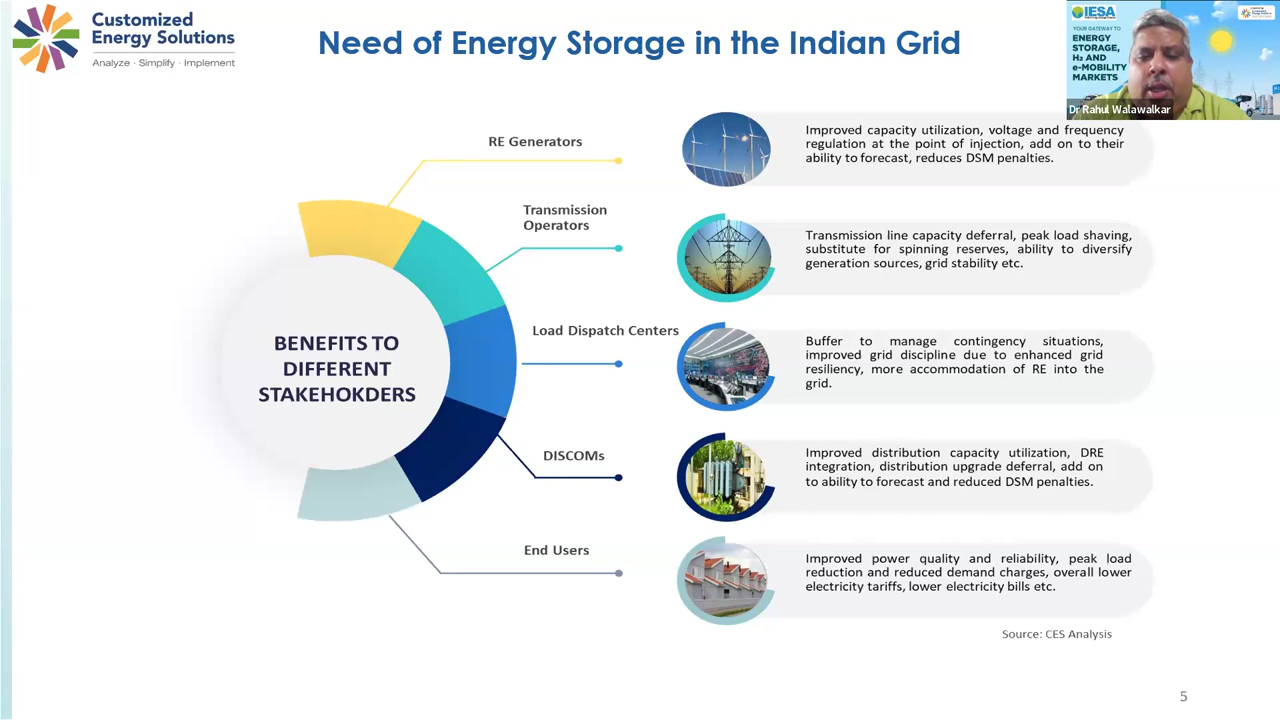 Customized
Energy Solutions
Analyze · Simplify · Implement
Need of Energy Storage in the Indian Grid
IESA
YOUR GATEWAY TO
ENERGY
STORAGE,
H₂ AND
e-MOBILITY
MARKETS
Dr Rahul Walawalkar
BENEFITS TO
DIFFERENT
STAKEHOKDERS
RE Generators
Improved capacity utilization, voltage and frequency
regulation at the point of injection, add on to their
ability to forecast, reduces DSM penalties.
Transmission
Operators
Transmission line capacity deferral, peak load shaving,
substitute for spinning reserves, ability to diversify
generation sources, grid stability etc.
Load Dispatch Centers
Buffer to manage contingency situations,
improved grid discipline due to enhanced grid
resiliency, more accommodation of RE into the
grid.
DISCOMs
Improved distribution capacity utilization, DRE
integration, distribution upgrade deferral, add on
to ability to forecast and reduced DSM penalties.
End Users
Improved power quality and reliability, peak load
reduction and reduced demand charges, overall lower
electricity tariffs, lower electricity bills etc.
Source: CES Analysis
5